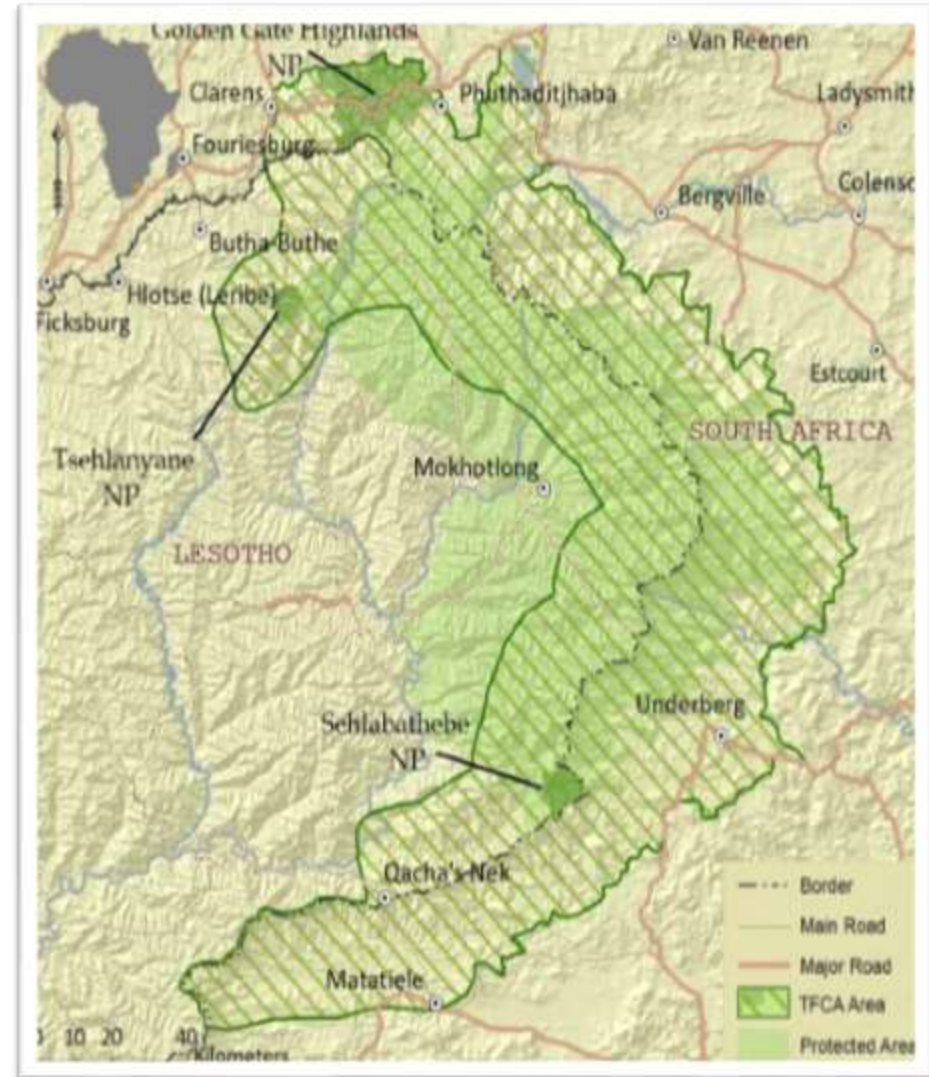 Golden Gate Highlands
NP
Van Reenen
Clarens
Phuthaditjhaba
Ladysmith
Fouriesburg
Bergville
Colenso
Butha-Buthe
Hlotse (Leribe)
Ficksburg
Estcourt
SOUTH AFRICA
Tsehlanyane
NP
Mokhotlong
LESOTHO
Sehlabathebe
NP
Underberg
Qacha's-Nek
Matatiele
Border
Main Road
Major Road
TFCA Area
Protected Area
10 20 40
Kilometers